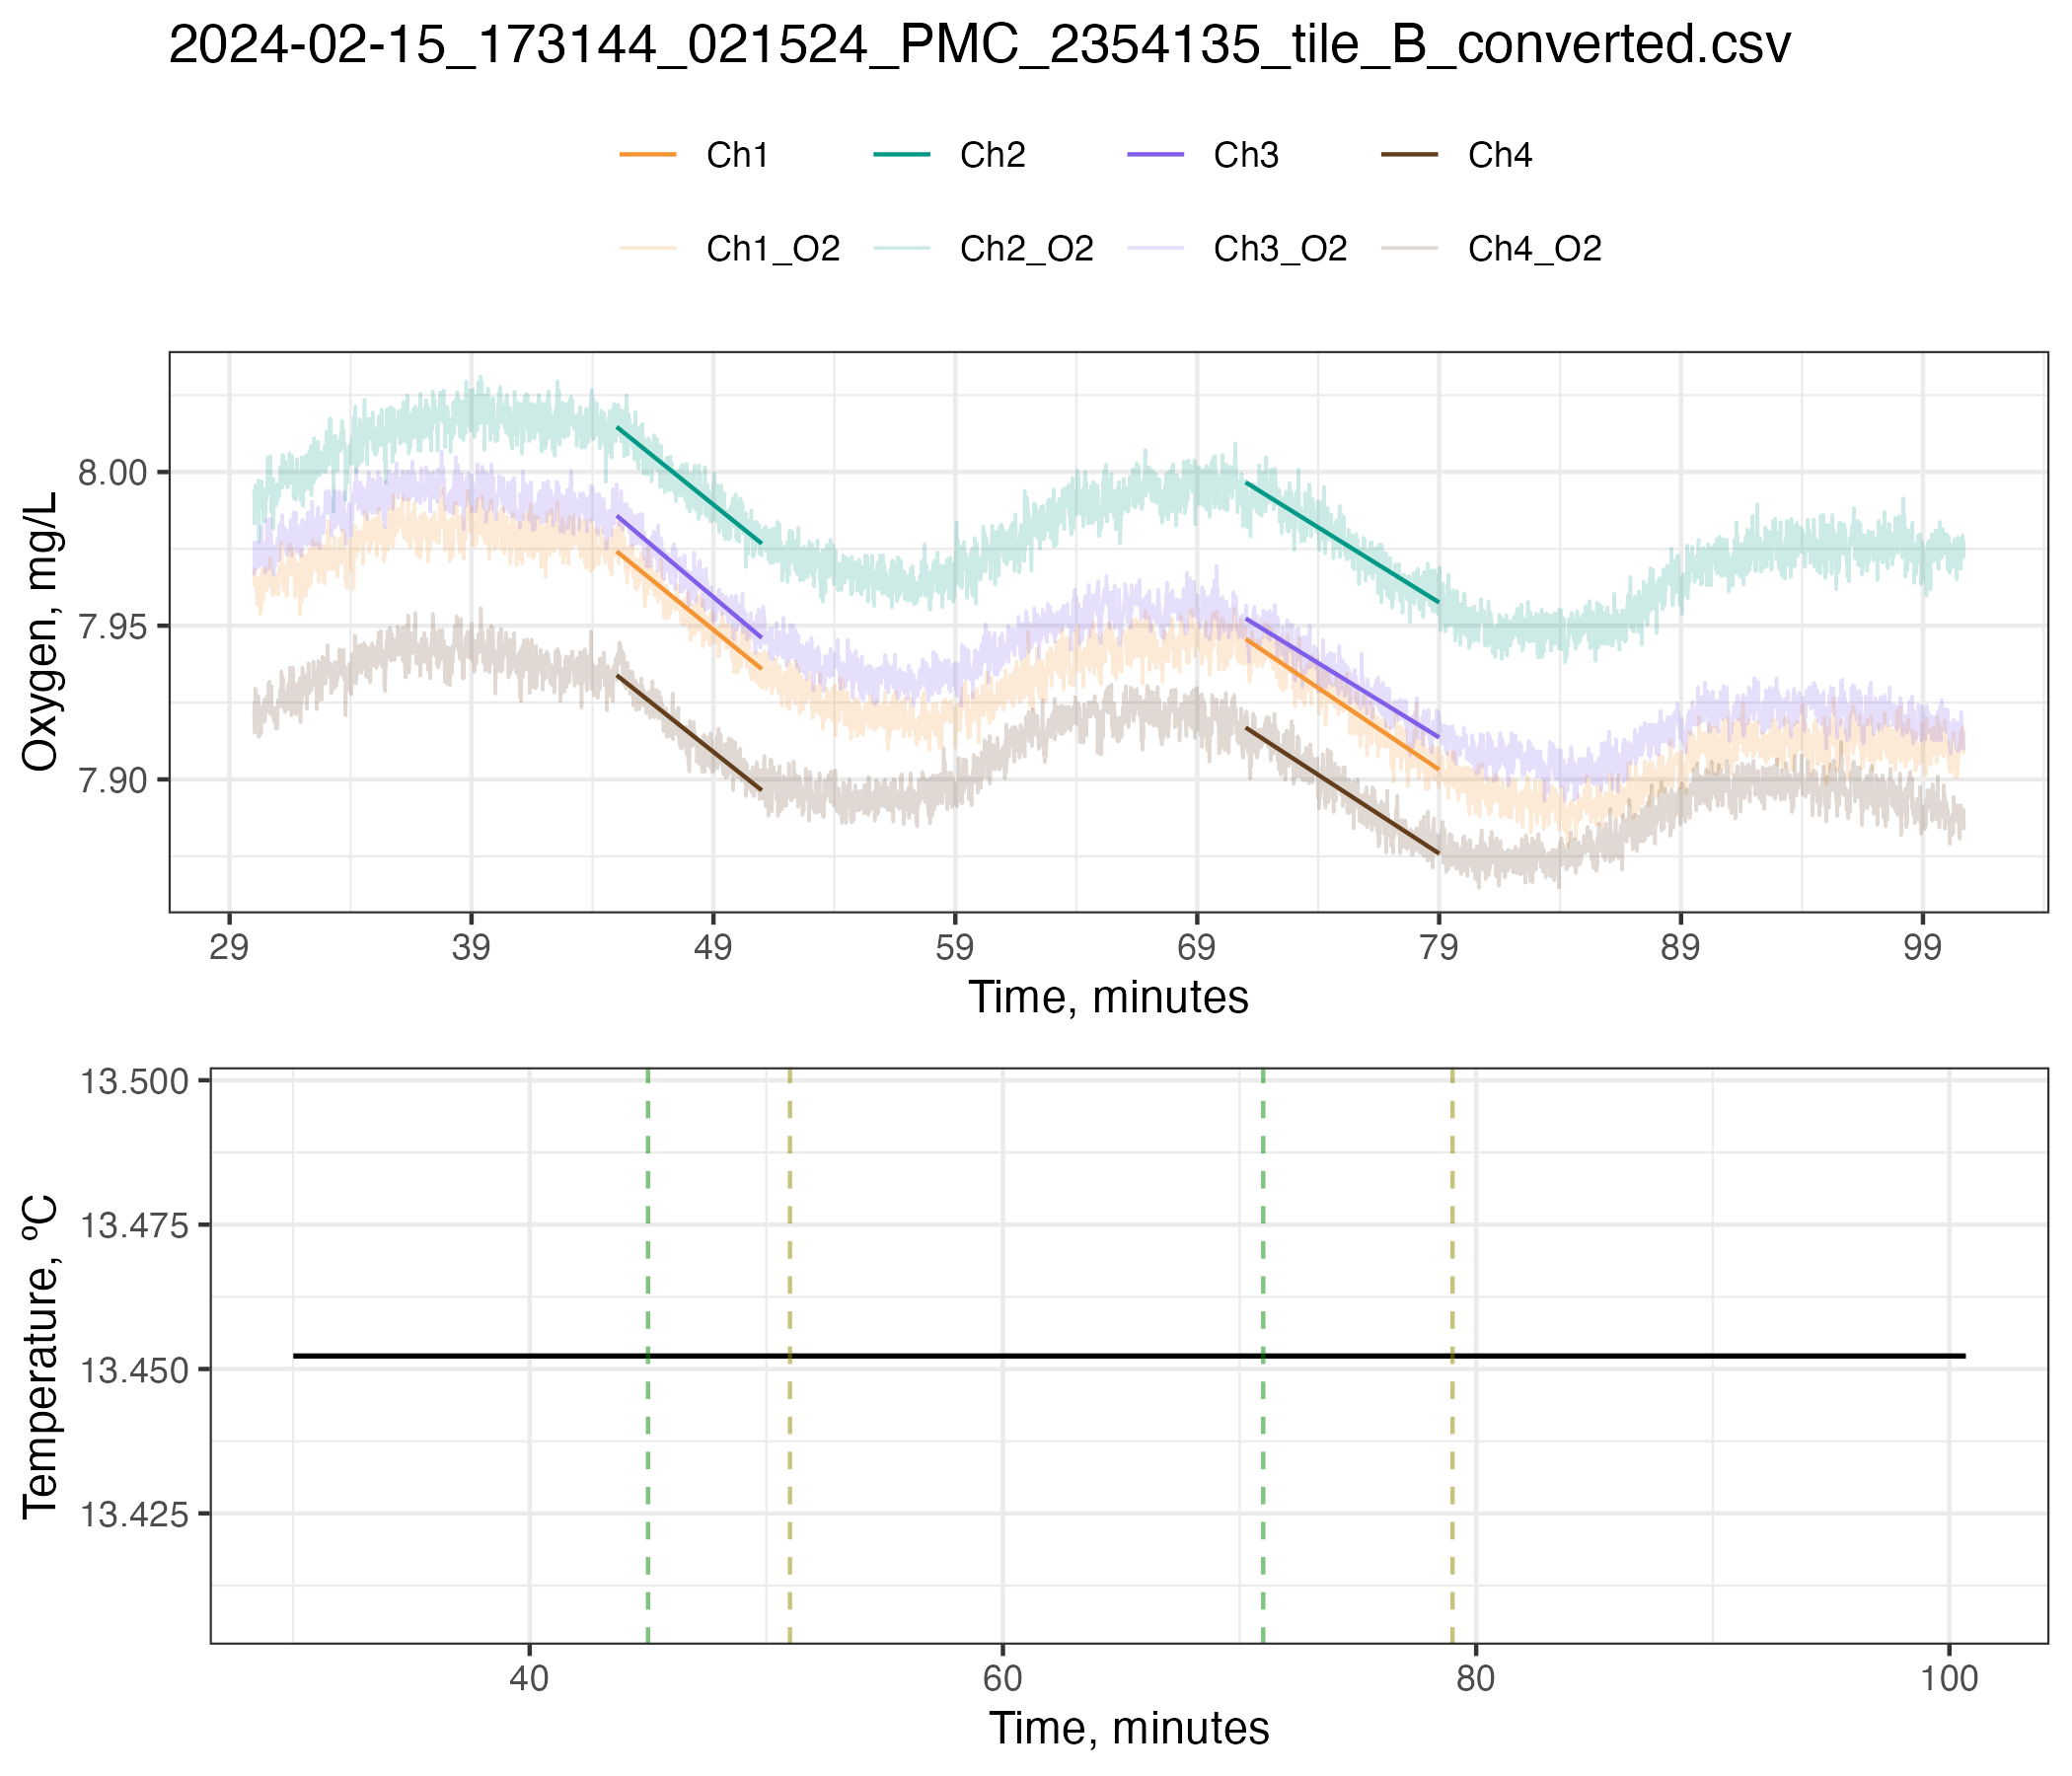 2024-02-15_173144_021524_PMC_2354135_tile_B_converted.csv
Ch1 Ch2 Ch3 Ch4
Ch1_O2 Ch2_O2 Ch3_O2 Ch4_O2
Oxygen, mg/L
8.00
7.95
7.90
29 39 49 59 69 79 89 99
Time, minutes
Temperature, ºC
13.500
13.475
13.450
13.425
40 60 80 100
Time, minutes